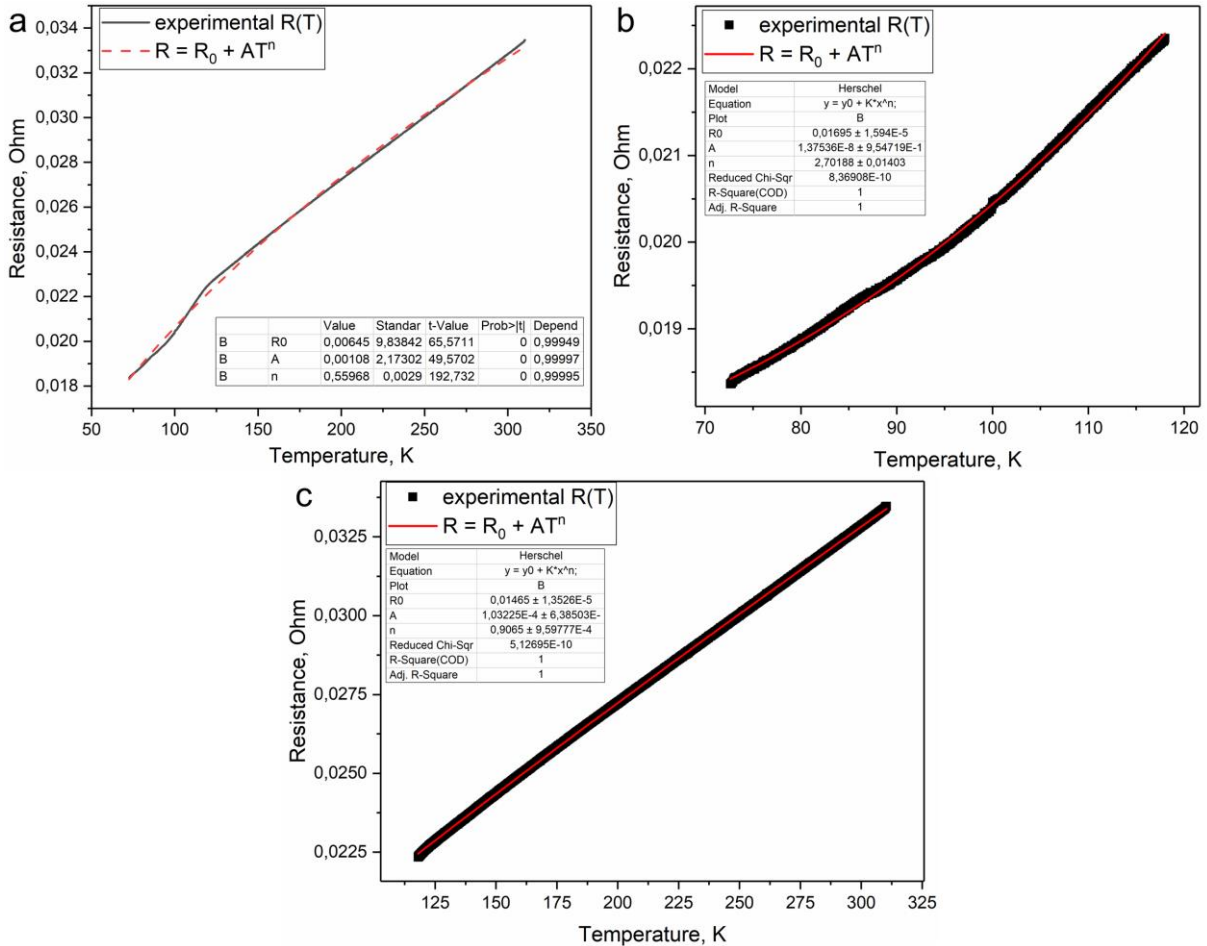 a
experimental R(T)
R = R₀ + ATⁿ
0,034
0,032
0,030
0,028
0,026
0,024
0,022
0,020
0,018
Resistance, Ohm
Value Standar t-Value Prob>|t| Depend
B R0 0,00645 9,83842 65,5711 0 0,99949
B A 0,00108 2,17302 49,5702 0 0,99997
B n 0,55968 0,0029 192,732 0 0,99995
50 100 150 200 250 300 350
Temperature, K
b
experimental R(T)
R = R₀ + ATⁿ
Model Herschel
Equation y = y0 + K*x^n;
Plot B
R0 0,01695 ± 1,594E-5
A 1,37536E-8 ± 9,54719E-1
n 2,70188 ± 0,01403
Reduced Chi-Sqr 8,36908E-10
R-Square(COD) 1
Adj. R-Square 1
0,022
0,021
0,020
0,019
Resistance, Ohm
70 80 90 100 110 120
Temperature, K
c
experimental R(T)
R = R₀ + ATⁿ
Model Herschel
Equation y = y0 + K*x^n;
Plot B
R0 0,01465 ± 1,3526E-5
A 1,03225E-4 ± 6,38503E-
n 0,9065 ± 9,59777E-4
Reduced Chi-Sqr 5,12695E-10
R-Square(COD) 1
Adj. R-Square 1
0,0325
0,0300
0,0275
0,0250
0,0225
Resistance, Ohm
125 150 175 200 225 250 275 300 325
Temperature, K